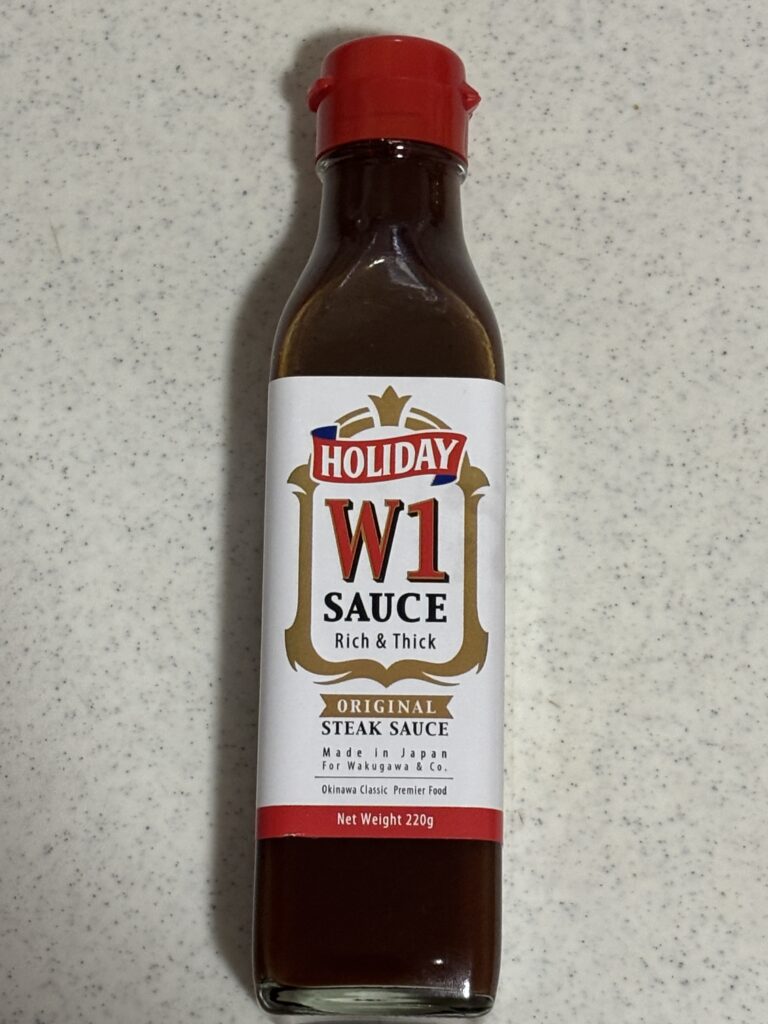 HOLIDAY
W1
SAUCE
Rich & Thick
ORIGINAL
STEAK SAUCE
Made in Japan
For Wakugawa & Co.
Okinawa Classic Premier Food
Net Weight 220g